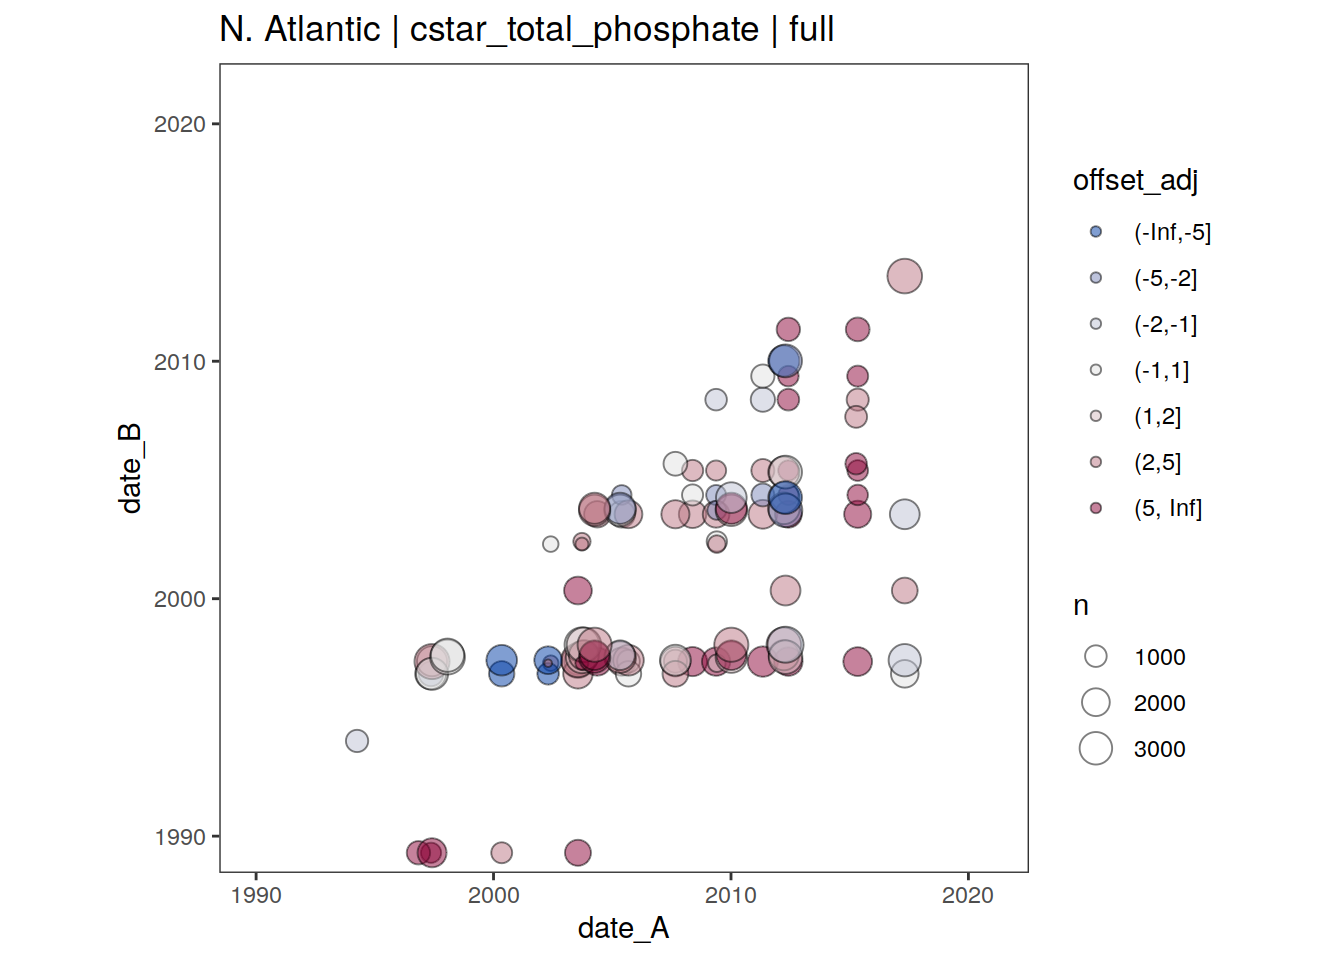 N. Atlantic | cstar_total_phosphate | full
2020
2010
2000
1990
date_B
1990
2000
2010
2020
date_A
offset_adj
(-Inf,-5]
(-5,-2]
(-2,-1]
(-1,1]
(1,2]
(2,5]
(5, Inf]
n
1000
2000
3000